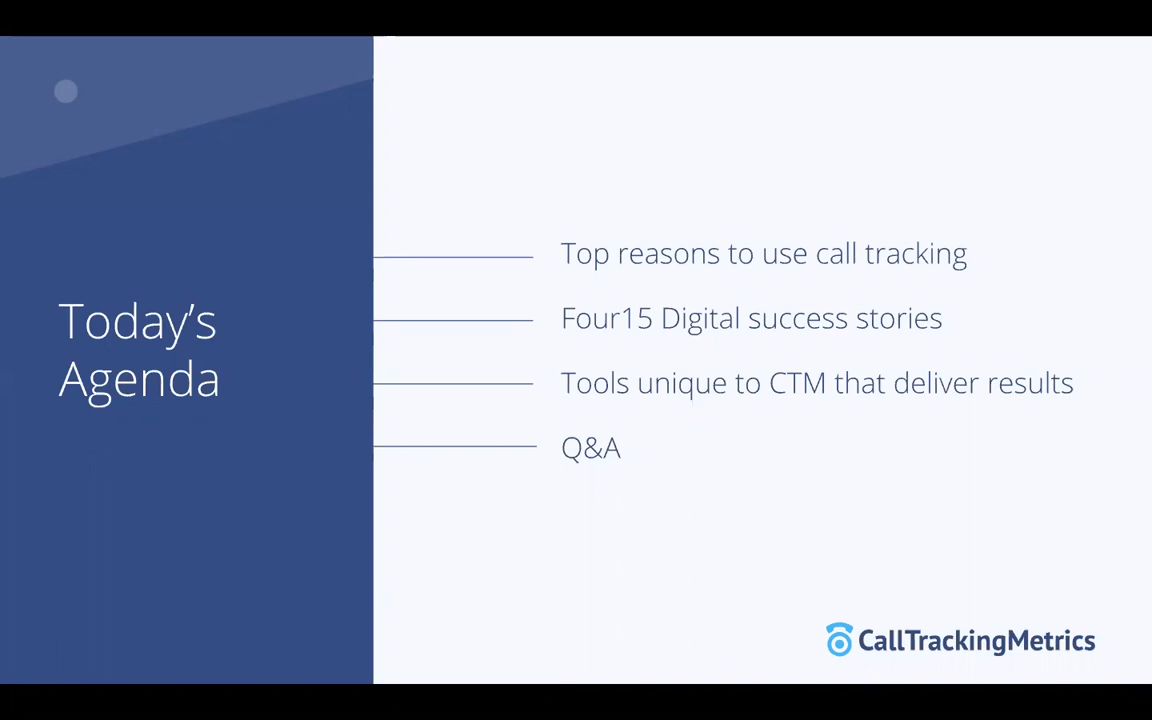 Today’s
Agenda
Top reasons to use call tracking
Four15 Digital success stories
Tools unique to CTM that deliver results
Q&A
CallTrackingMetrics